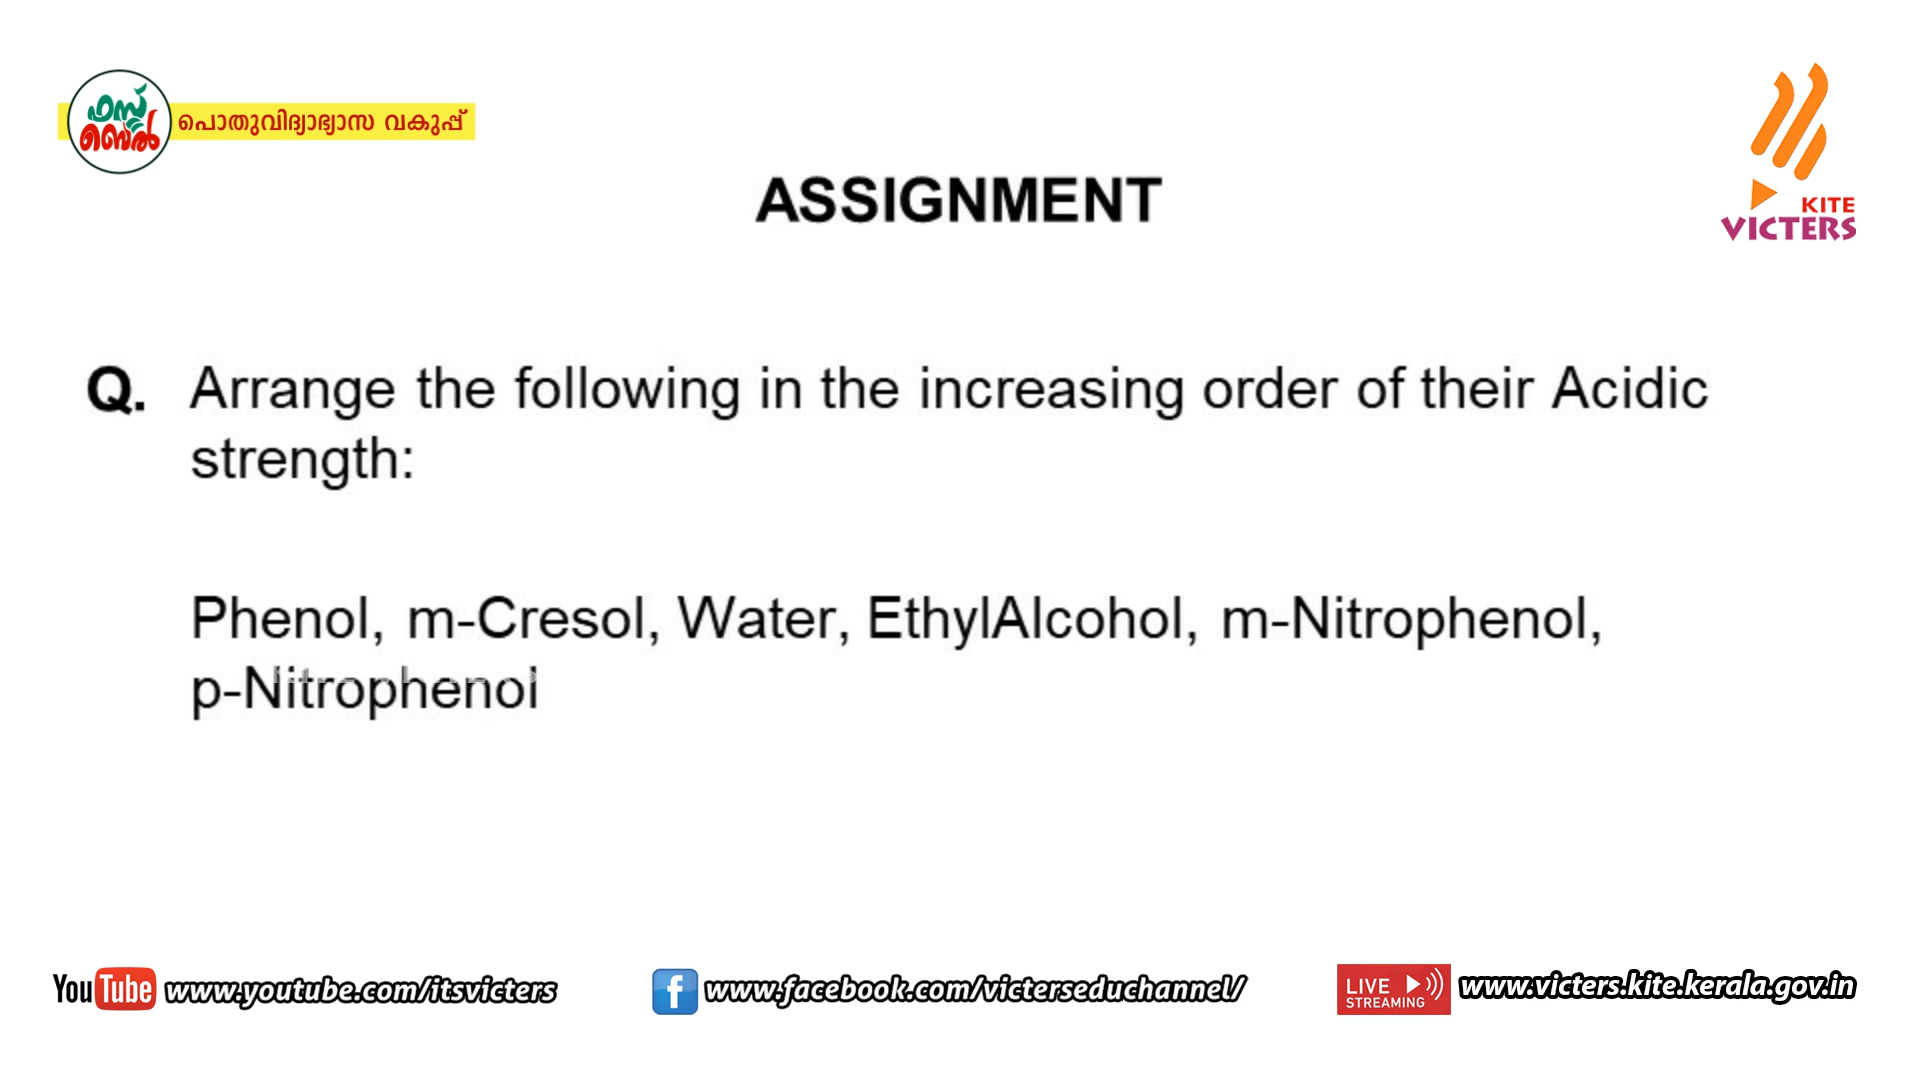 ഫസ്റ്റ്
ബെൽ
പൊതുവിദ്യാഭ്യാസ വകുപ്പ്
KITE
VICTERS
ASSIGNMENT
Q. Arrange the following in the increasing order of their Acidic
strength:
Phenol, m-Cresol, Water, EthylAlcohol, m-Nitrophenol,
p-Nitrophenol
YouTube www.youtube.com/itsvicters
f www.facebook.com/victerseduchannel/
LIVE
STREAMING
www.victers.kite.kerala.gov.in